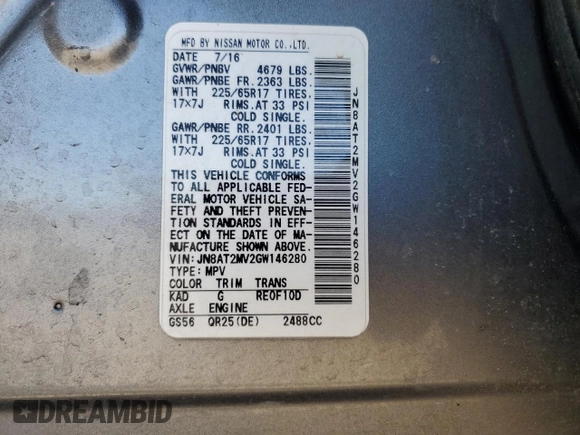 MFD BY NISSAN MOTOR CO.,LTD.
DATE 7/16
GVWR/PNBV 4679 LBS.
GAWR/PNBE FR. 2363 LBS.
WITH 225/65R17 TIRES.
17×7J RIMS. AT 33 PSI
COLD SINGLE.
GAWR/PNBE RR. 2401 LBS.
WITH 225/65R17 TIRES.
17×7J RIMS. AT 33 PSI
COLD SINGLE.
THIS VEHICLE CONFORMS
TO ALL APPLICABLE FED-
ERAL MOTOR VEHICLE SA-
FETY AND THEFT PREVEN-
TION STANDARDS IN EFF-
ECT ON THE DATE OF MA-
NUFACTURE SHOWN ABOVE.
VIN: JN8AT2MV2GW146280
TYPE: MPV
COLOR TRIM TRANS
KAD G RE0F10D
AXLE ENGINE
GS56 QR25(DE) 2488CC
JN8AT2MV2GW146280
DREAMBID